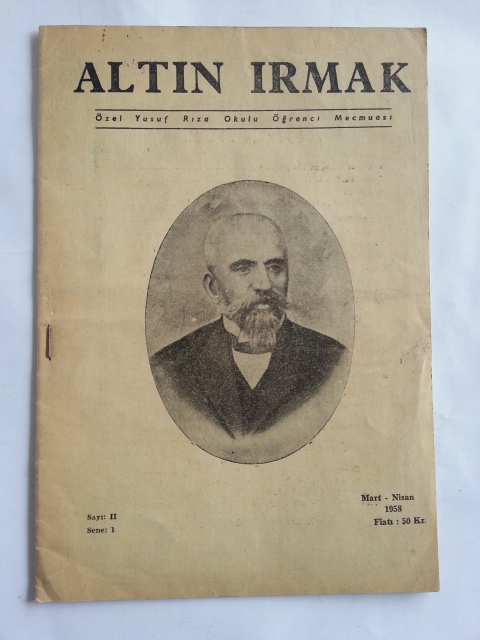 ALTIN IRMAK
Özel Yusuf Rıza Okulu Öğrenci Mecmuası
Mart - Nisan
1958
Fiatı : 50 Kr.
Sayı: II
Sene: 1